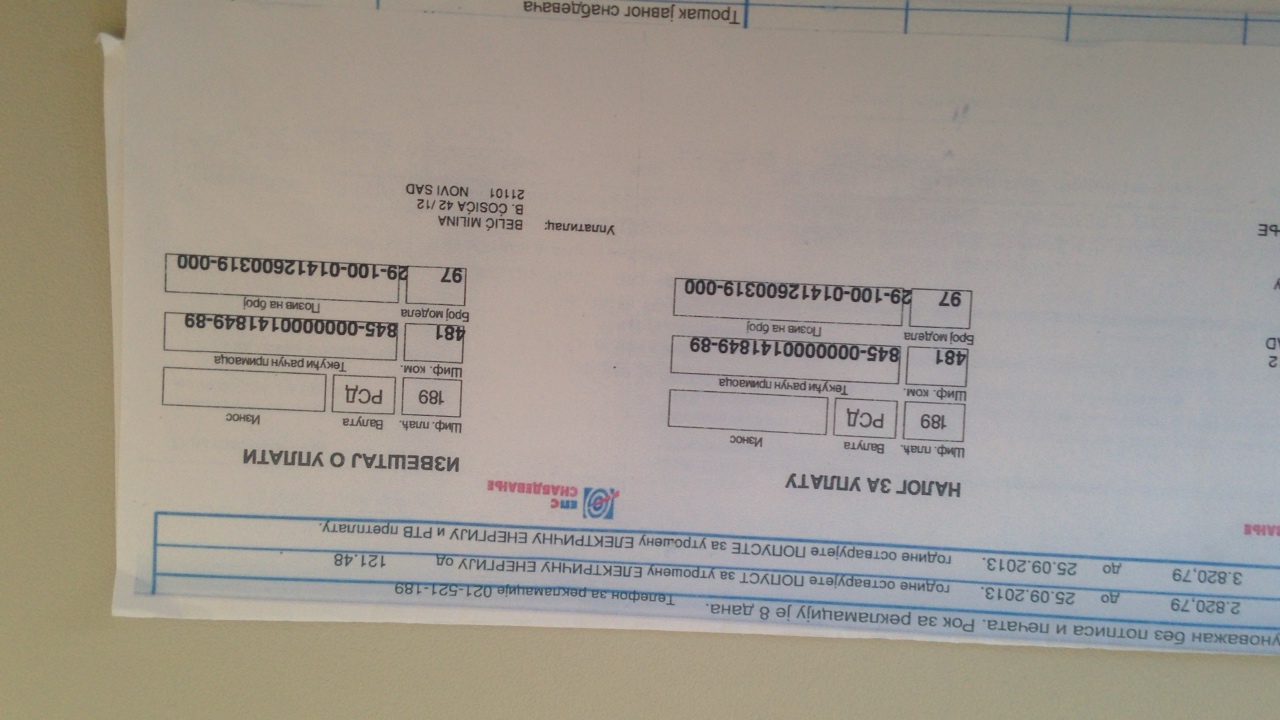 уноважан без потписа и печата. Рок за рекламацију је 8 дана. Телефон за рекламације 021-521-189
2.820,79 до 25.09.2013. године остварујете ПОПУСТ за утрошену ЕЛЕКТРИЧНУ ЕНЕРГИЈУ од 121.48
3.820,79 до 25.09.2013. године остварујете ПОПУСТЕ за утрошену ЕЛЕКТРИЧНУ ЕНЕРГИЈУ и РТВ претплату.
ВАЊЕ
ЕПС
СНАБДЕВАЊЕ
НАЛОГ ЗА УПЛАТУ
Шиф. плаћ. Валута Износ
189 РСД
Шиф. ком. Текући рачун примаоца
481 845-0000000141849-89
Број модела Позив на број
97 29-100-01412600319-000
ИЗВЕШТАЈ О УПЛАТИ
Шиф. плаћ. Валута Износ
189 РСД
Шиф. ком. Текући рачун примаоца
481 845-0000000141849-89
Број модела Позив на број
97 29-100-01412600319-000
Уплатилац: BELIĆ MILINA
B. ĆOSIĆA 42 /12
21101 NOVI SAD
2
AD
У
ЊЕ
Трошак јавног снабдевача